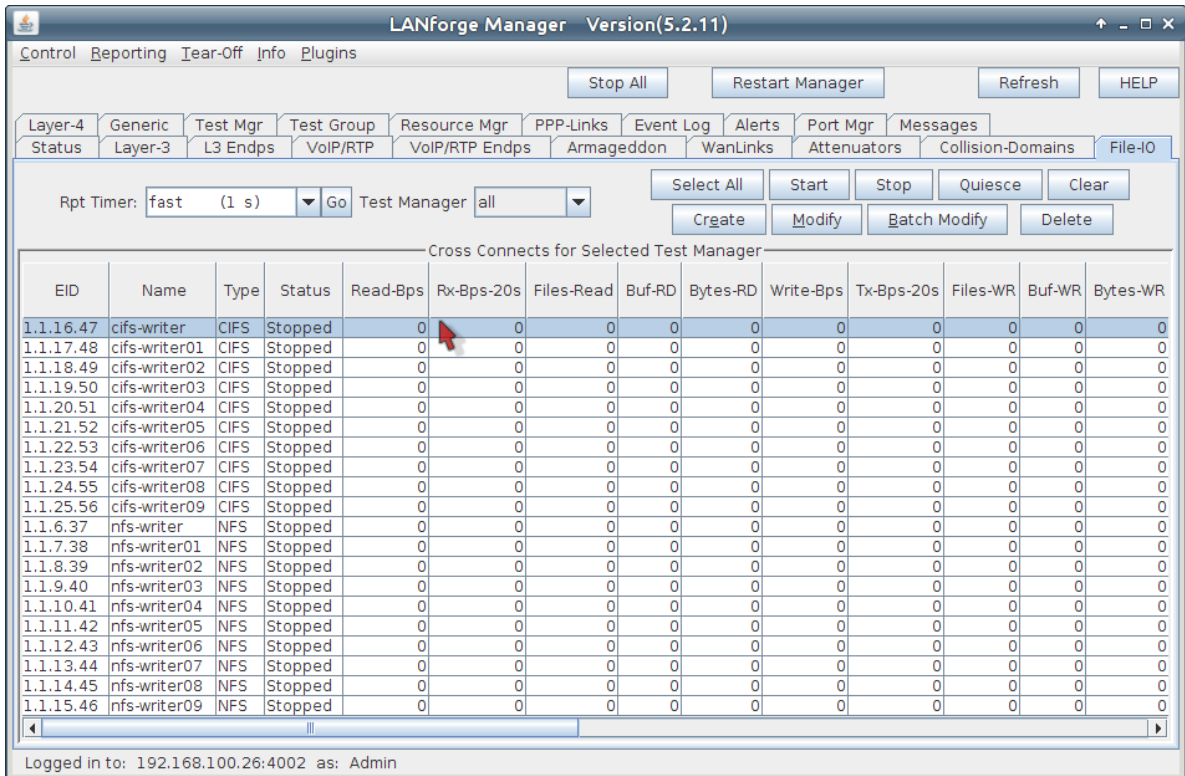 LANforge Manager Version(5.2.11)
Control Reporting Tear-Off Info Plugins
Stop All Restart Manager Refresh HELP
Layer-4 Generic Test Mgr Test Group Resource Mgr PPP-Links Event Log Alerts Port Mgr Messages
Status Layer-3 L3 Endps VoIP/RTP VoIP/RTP Endps Armageddon WanLinks Attenuators Collision-Domains File-IO
Select All Start Stop Quiesce Clear
Rpt Timer: fast (1 s) Go Test Manager all
Create Modify Batch Modify Delete
Cross Connects for Selected Test Manager
EID Name Type Status Read-Bps Rx-Bps-20s Files-Read Buf-RD Bytes-RD Write-Bps Tx-Bps-20s Files-WR Buf-WR Bytes-WR
1.1.16.47 cifs-writer CIFS Stopped 0 0 0 0 0 0 0 0 0 0
1.1.17.48 cifs-writer01 CIFS Stopped 0 0 0 0 0 0 0 0 0 0
1.1.18.49 cifs-writer02 CIFS Stopped 0 0 0 0 0 0 0 0 0 0
1.1.19.50 cifs-writer03 CIFS Stopped 0 0 0 0 0 0 0 0 0 0
1.1.20.51 cifs-writer04 CIFS Stopped 0 0 0 0 0 0 0 0 0 0
1.1.21.52 cifs-writer05 CIFS Stopped 0 0 0 0 0 0 0 0 0 0
1.1.22.53 cifs-writer06 CIFS Stopped 0 0 0 0 0 0 0 0 0 0
1.1.23.54 cifs-writer07 CIFS Stopped 0 0 0 0 0 0 0 0 0 0
1.1.24.55 cifs-writer08 CIFS Stopped 0 0 0 0 0 0 0 0 0 0
1.1.25.56 cifs-writer09 CIFS Stopped 0 0 0 0 0 0 0 0 0 0
1.1.6.37 nfs-writer NFS Stopped 0 0 0 0 0 0 0 0 0 0
1.1.7.38 nfs-writer01 NFS Stopped 0 0 0 0 0 0 0 0 0 0
1.1.8.39 nfs-writer02 NFS Stopped 0 0 0 0 0 0 0 0 0 0
1.1.9.40 nfs-writer03 NFS Stopped 0 0 0 0 0 0 0 0 0 0
1.1.10.41 nfs-writer04 NFS Stopped 0 0 0 0 0 0 0 0 0 0
1.1.11.42 nfs-writer05 NFS Stopped 0 0 0 0 0 0 0 0 0 0
1.1.12.43 nfs-writer06 NFS Stopped 0 0 0 0 0 0 0 0 0 0
1.1.13.44 nfs-writer07 NFS Stopped 0 0 0 0 0 0 0 0 0 0
1.1.14.45 nfs-writer08 NFS Stopped 0 0 0 0 0 0 0 0 0 0
1.1.15.46 nfs-writer09 NFS Stopped 0 0 0 0 0 0 0 0 0 0
Logged in to: 192.168.100.26:4002 as: Admin